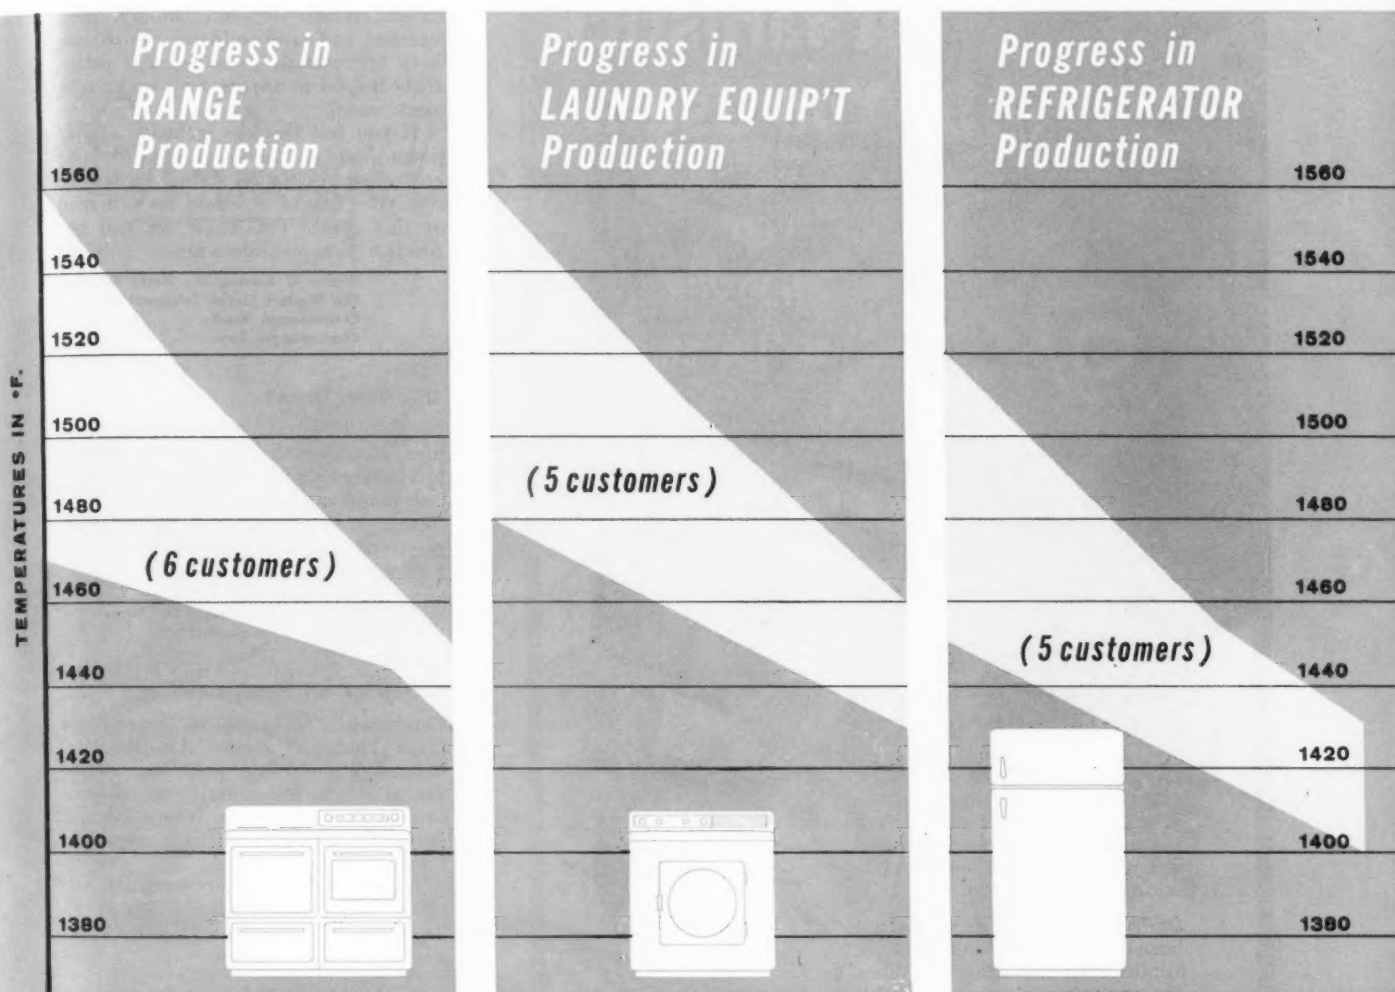 Progress in
RANGE
Production
Progress in
LAUNDRY EQUIP'T
Production
Progress in
REFRIGERATOR
Production
TEMPERATURES IN °F.
1560
1540
1520
1500
1480
1460
1440
1420
1400
1380
(6 customers)
(5 customers)
(5 customers)
1560
1540
1520
1500
1480
1460
1440
1420
1400
1380